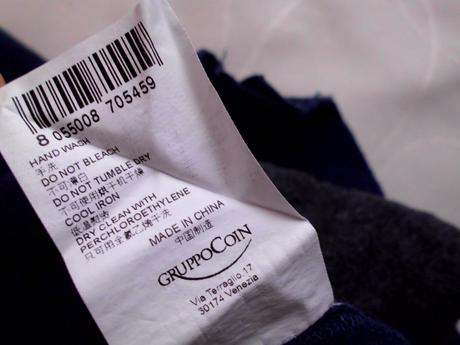 8 055008 705459
HAND WASH
手洗
DO NOT BLEACH
不可漂白
DO NOT TUMBLE DRY
不可使用烘干机干燥
COOL IRON
低温熨烫
DRY CLEAN WITH
PERCHLOROETHYLENE
只可用全氯乙烯干洗
MADE IN CHINA
中国制造
GRUPPOCOIN
Via Terraglio,17
30174 Venezia